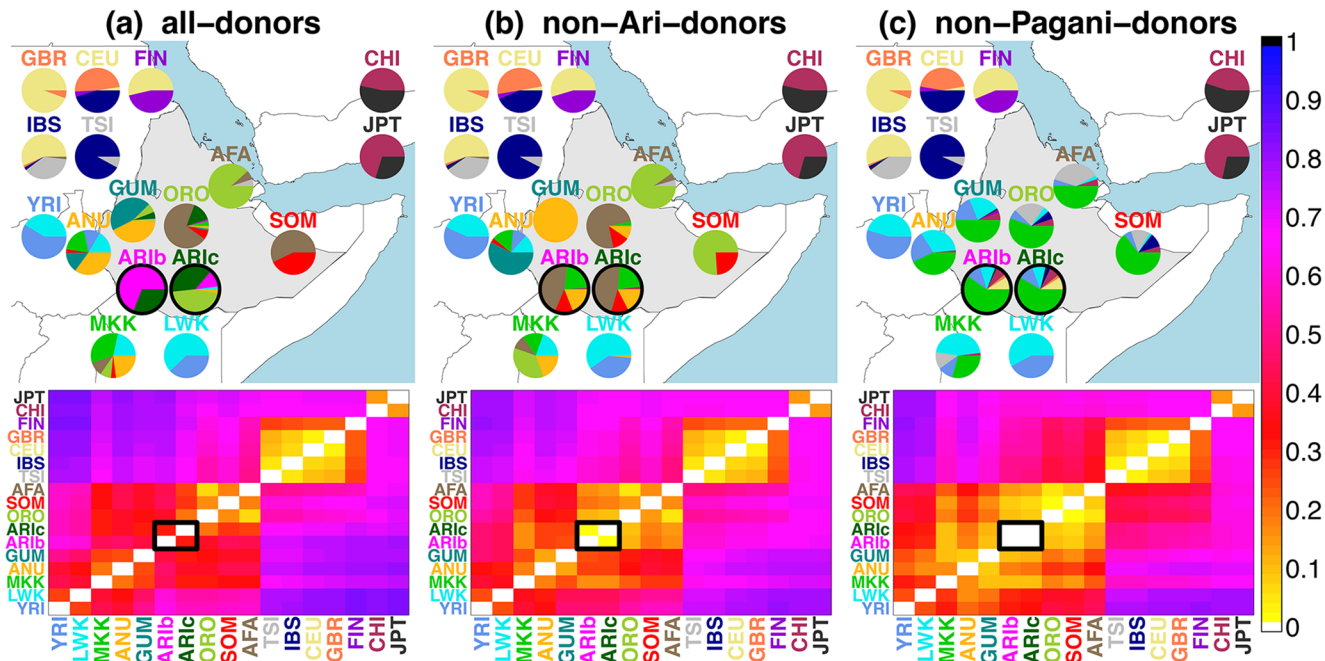 (a) all−donors
(b) non−Ari−donors
(c) non−Pagani−donors
GBR CEU FIN CHI
IBS TSI JPT
AFA
GUM ORO
YRI ANU SOM
ARIb ARIc
MKK LWK
GBR CEU FIN CHI
IBS TSI JPT
AFA
GUM ORO
YRI ANU SOM
ARIb ARIc
MKK LWK
GBR CEU FIN CHI
IBS TSI JPT
AFA
GUM ORO
YRI ANU SOM
ARIb ARIc
MKK LWK
1
0.9
0.8
0.7
0.6
0.5
0.4
0.3
0.2
0.1
0
JPT
CHI
FIN
GBR
CEU
IBS
TSI
AFA
SOM
ORO
ARIc
ARIb
GUM
ANU
MKK
LWK
YRI
YRI LWK MKK ANU GUM ARIb ARIc ORO SOM AFA TSI IBS CEU GBR FIN CHI JPT
JPT
CHI
FIN
GBR
CEU
IBS
TSI
AFA
SOM
ORO
ARIc
ARIb
GUM
ANU
MKK
LWK
YRI
YRI LWK MKK ANU GUM ARIb ARIc ORO SOM AFA TSI IBS CEU GBR FIN CHI JPT
JPT
CHI
FIN
GBR
CEU
IBS
TSI
AFA
SOM
ORO
ARIc
ARIb
GUM
ANU
MKK
LWK
YRI
YRI LWK MKK ANU GUM ARIb ARIc ORO SOM AFA TSI IBS CEU GBR FIN CHI JPT